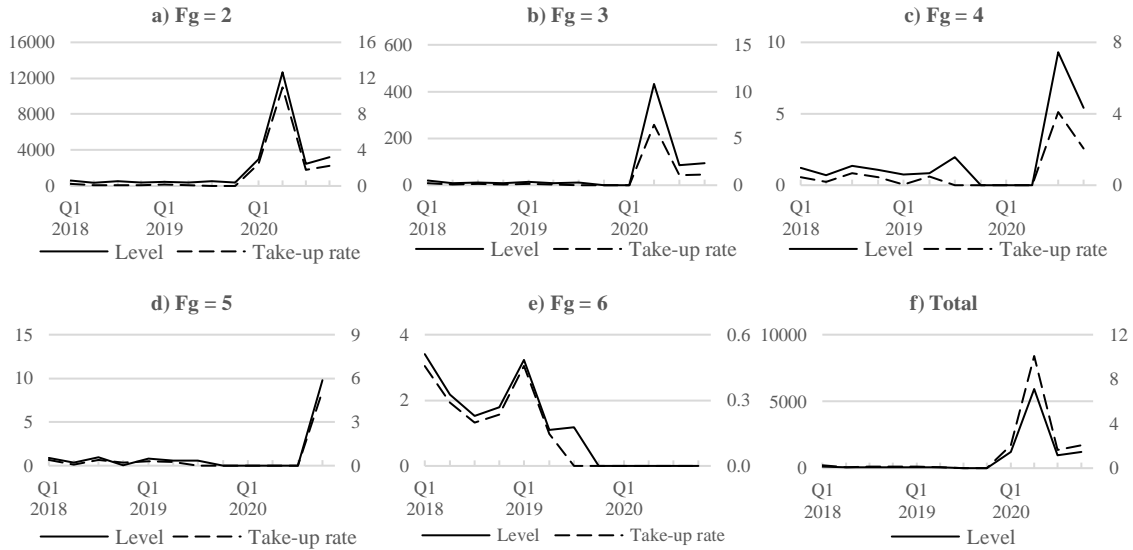 a) Fg = 2
16000
12000
8000
4000
0
16
12
8
4
0
Q1
2018
Q1
2019
Q1
2020
Level
Take-up rate
b) Fg = 3
600
400
200
0
15
10
5
0
Q1
2018
Q1
2019
Q1
2020
Level
Take-up rate
c) Fg = 4
10
5
0
8
4
0
Q1
2018
Q1
2019
Q1
2020
Level
Take-up rate
d) Fg = 5
15
10
5
0
9
6
3
0
Q1
2018
Q1
2019
Q1
2020
Level
Take-up rate
e) Fg = 6
4
2
0
0.6
0.3
0.0
Q1
2018
Q1
2019
Q1
2020
Level
Take-up rate
f) Total
10000
5000
0
12
8
4
0
Q1
2018
Q1
2019
Q1
2020
Level